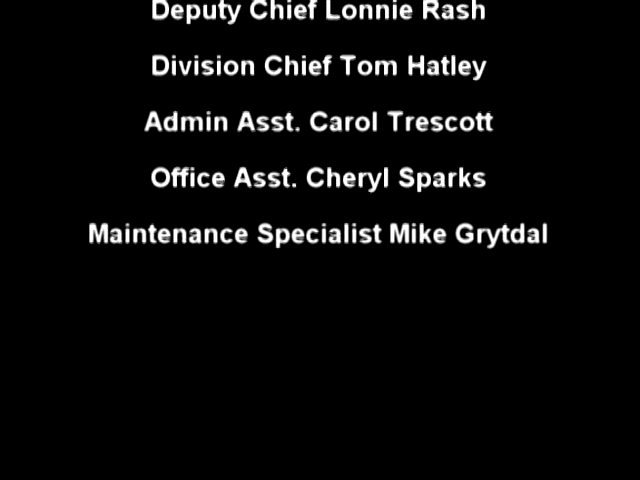 Deputy Chief Lonnie Rash
Division Chief Tom Hatley
Admin Asst. Carol Trescott
Office Asst. Cheryl Sparks
Maintenance Specialist Mike Grytdal